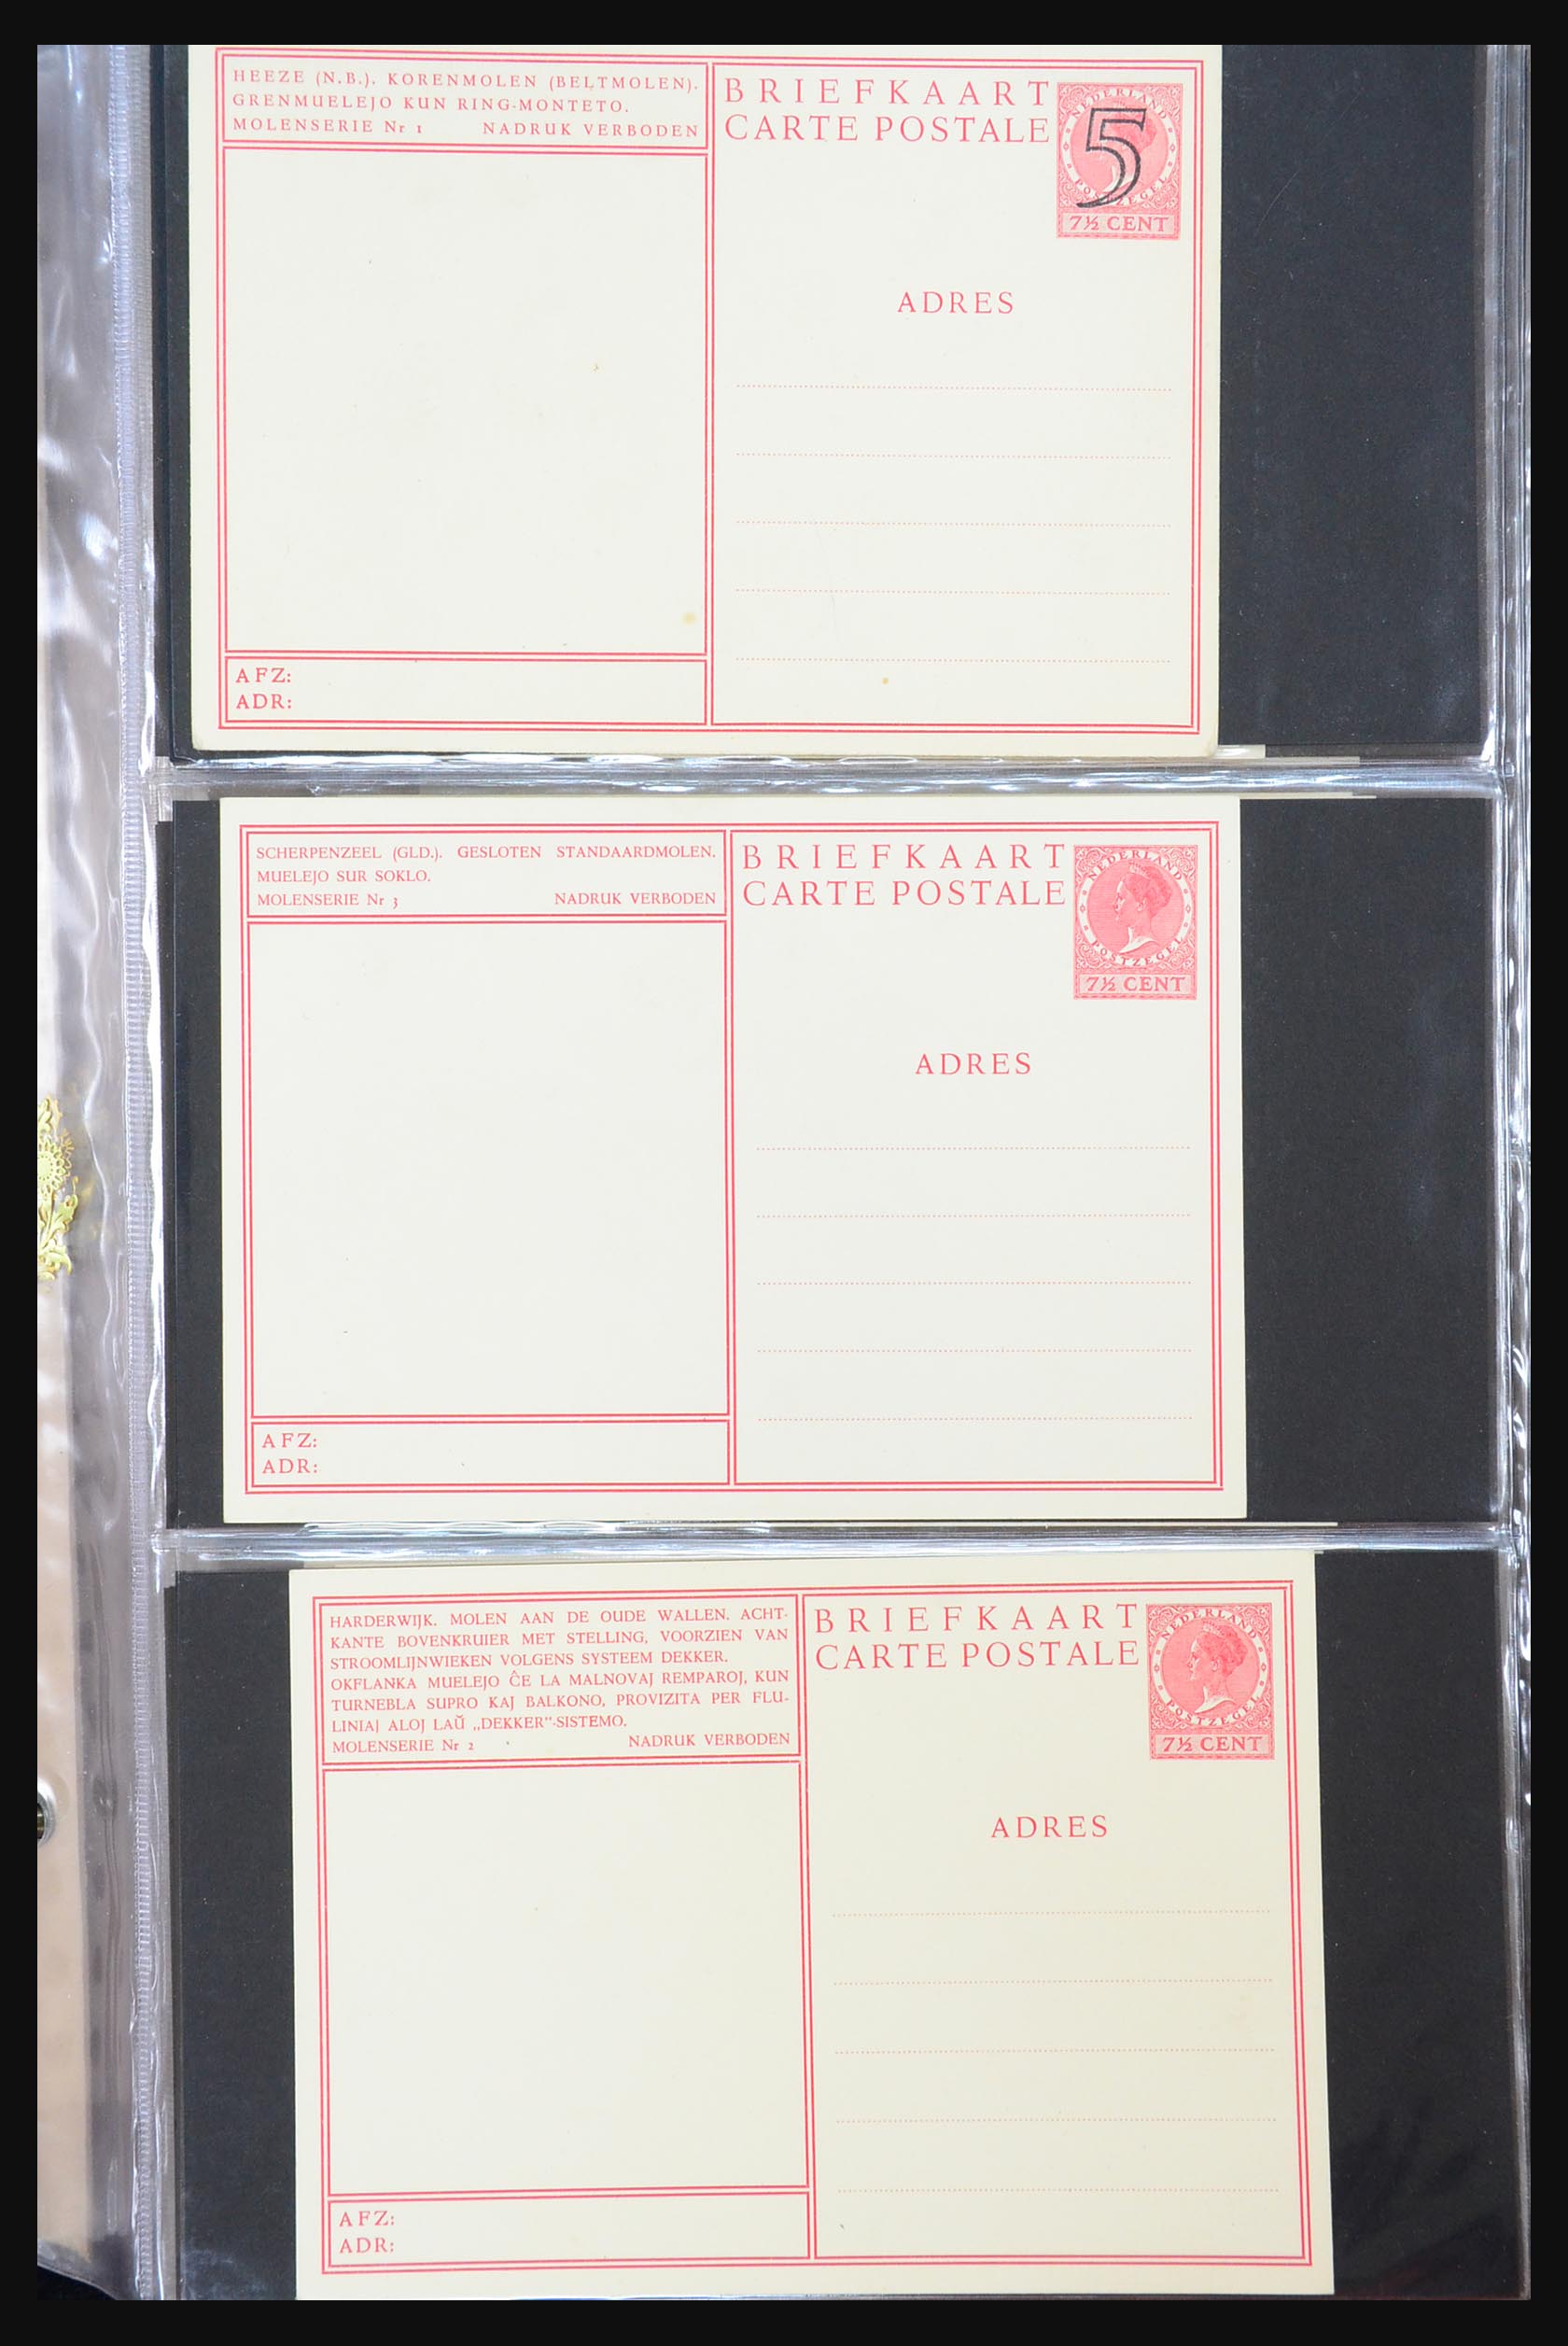 HEEZE (N.B.). KORENMOLEN (BELTMOLEN).
GRENMUELEJO KUN RING-MONTETO.
MOLENSERIE Nr 1 NADRUK VERBODEN
BRIEFKAART
CARTE POSTALE
NEDERLAND
5
POSTZEGEL
7½ CENT
ADRES
AFZ:
ADR:
SCHERPENZEEL (GLD.). GESLOTEN STANDAARDMOLEN.
MUELEJO SUR SOKLO.
MOLENSERIE Nr 3 NADRUK VERBODEN
BRIEFKAART
CARTE POSTALE
NEDERLAND
POSTZEGEL
7½ CENT
ADRES
AFZ:
ADR:
HARDERWIJK. MOLEN AAN DE OUDE WALLEN. ACHT-
KANTE BOVENKRUIER MET STELLING, VOORZIEN VAN
STROOMLIJNWIEKEN VOLGENS SYSTEEM DEKKER.
OKFLANKA MUELEJO ĈE LA MALNOVAJ REMPAROJ, KUN
TURNEBLA SUPRO KAJ BALKONO, PROVIZITA PER FLU-
LINIAJ ALOJ LAŬ „DEKKER"-SISTEMO.
MOLENSERIE Nr 2 NADRUK VERBODEN
BRIEFKAART
CARTE POSTALE
NEDERLAND
POSTZEGEL
7½ CENT
ADRES
AFZ:
ADR: